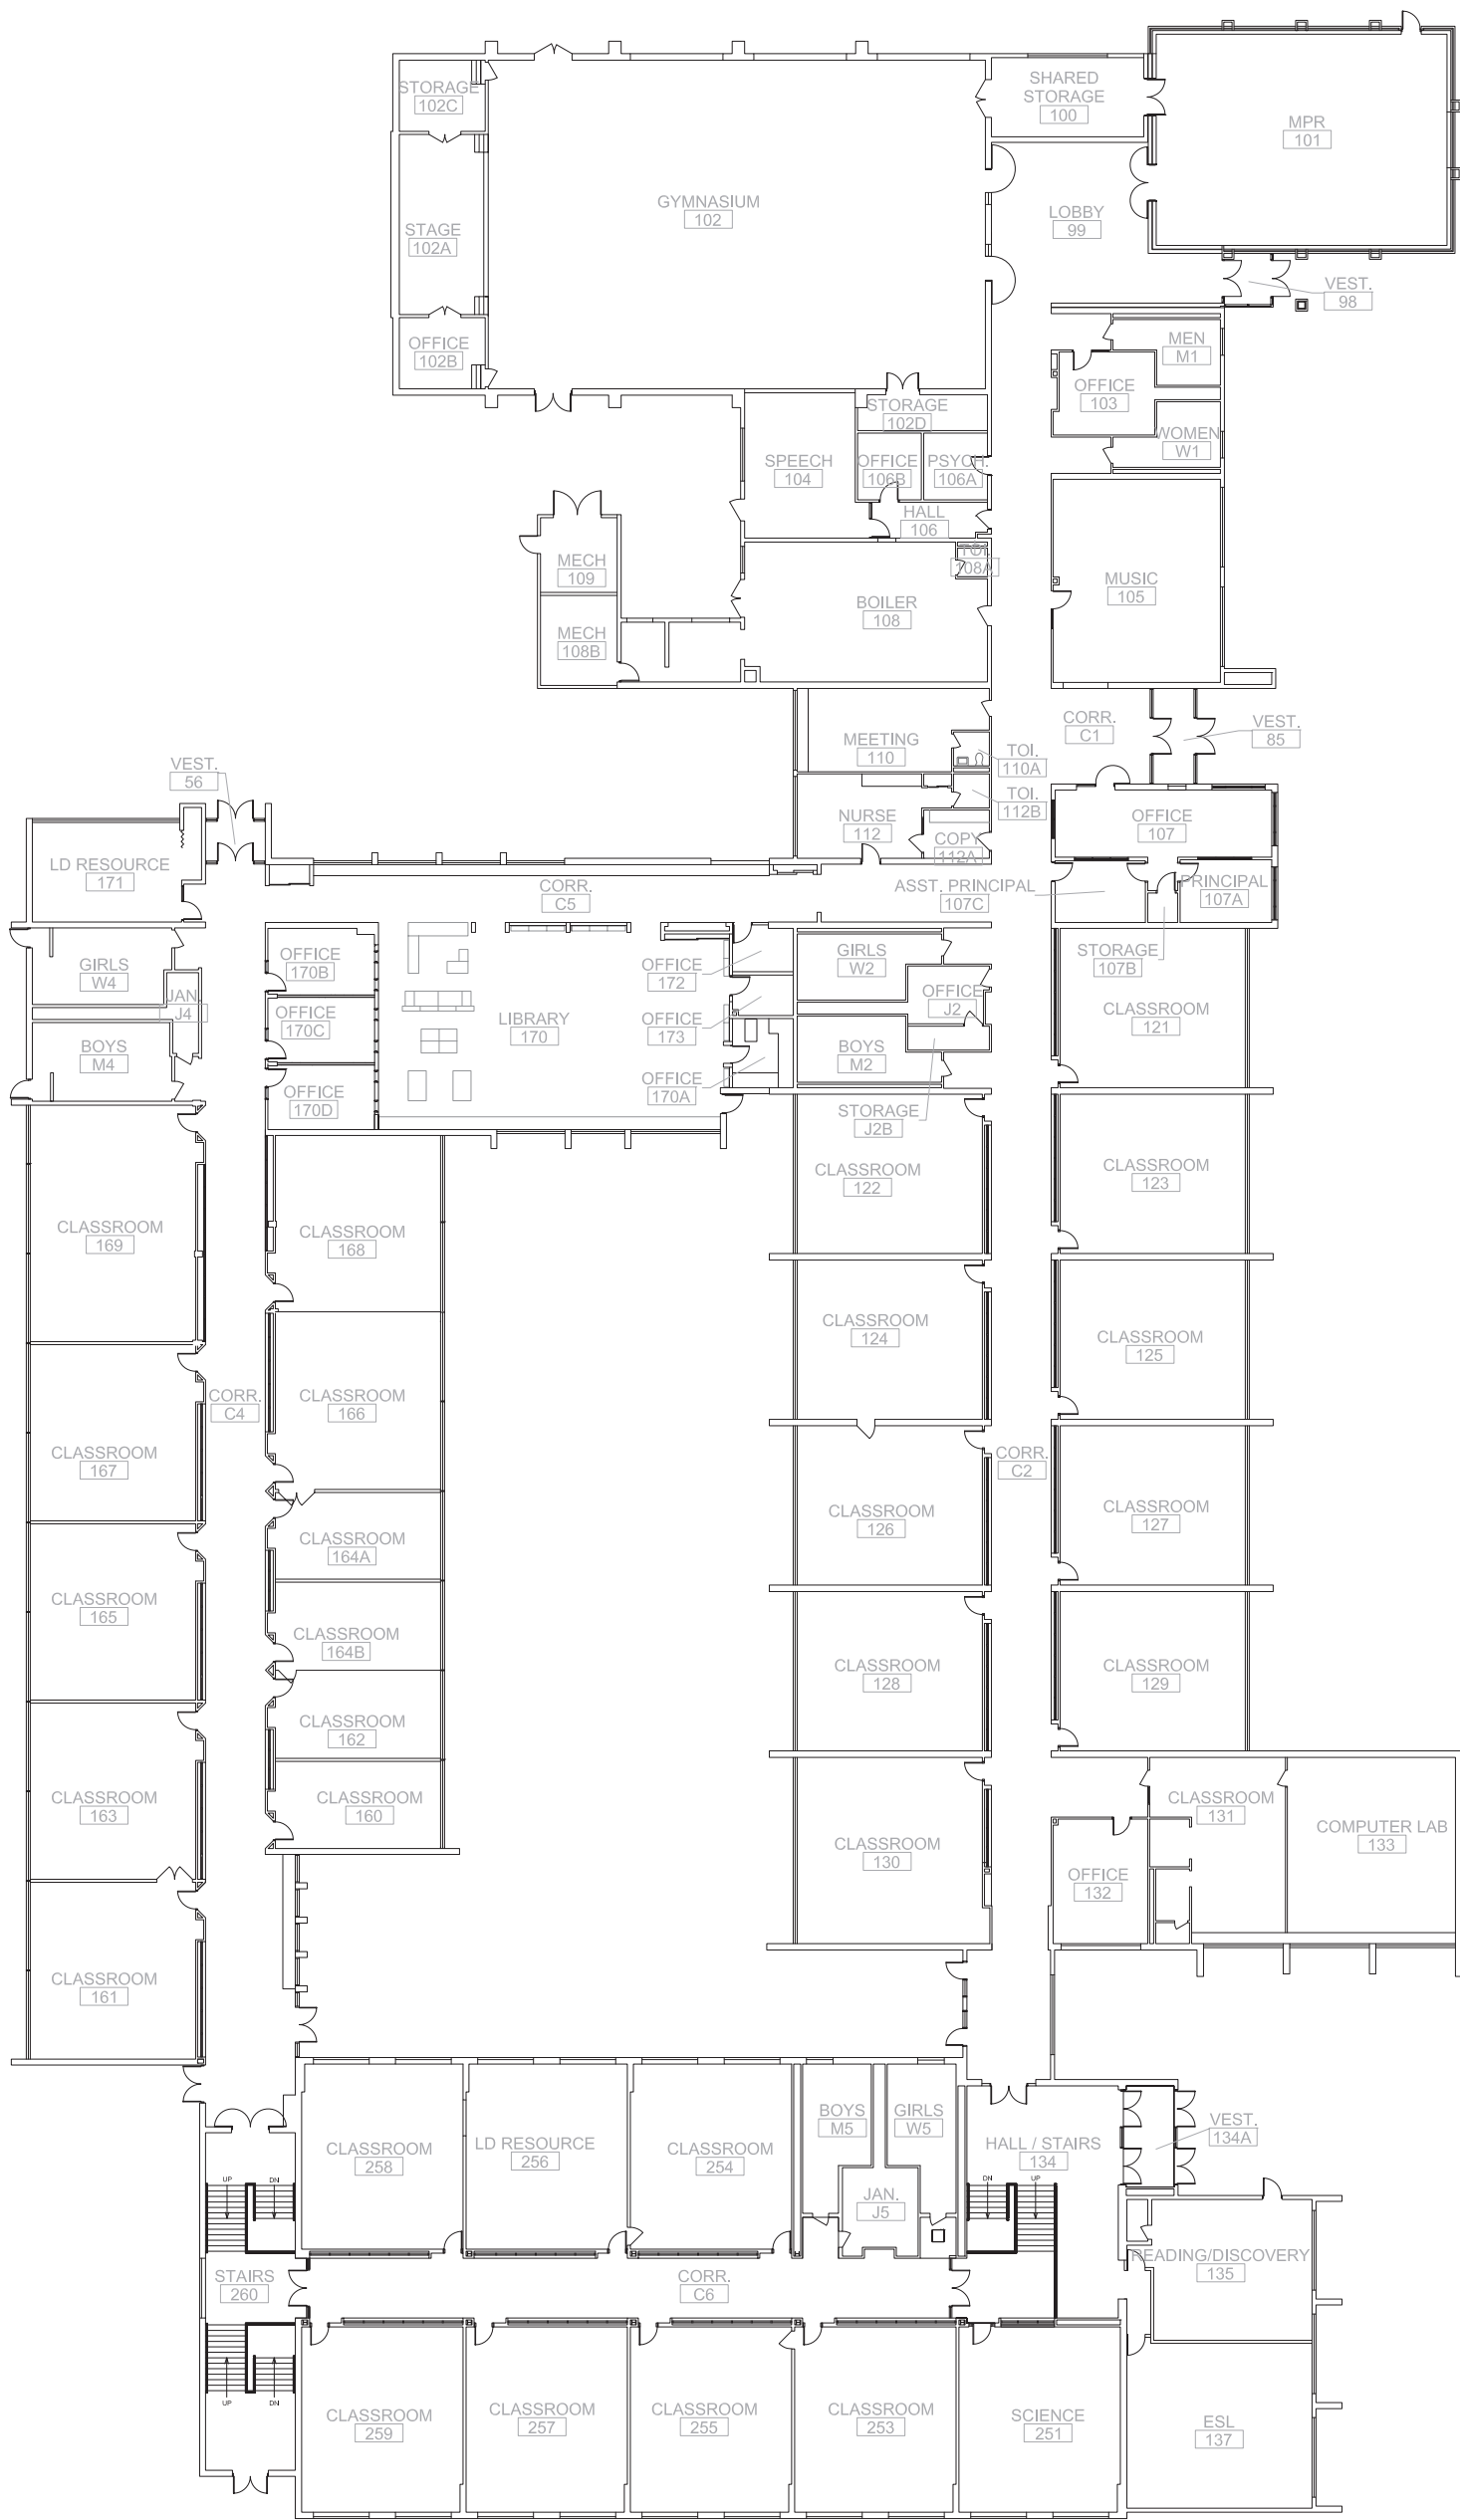 STORAGE
102C
SHARED
STORAGE
100
MPR
101
GYMNASIUM
102
LOBBY
99
STAGE
102A
VEST.
98
OFFICE
102B
MEN
M1
OFFICE
103
STORAGE
102D
WOMEN
W1
SPEECH
104
OFFICE
106B
PSYCH.
106A
HALL
106
TOI.
108A
MECH
109
MUSIC
105
BOILER
108
MECH
108B
CORR.
C1
VEST.
85
MEETING
110
TOI.
110A
VEST.
56
TOI.
112B
NURSE
112
OFFICE
107
COPY
112A
LD RESOURCE
171
CORR.
C5
ASST. PRINCIPAL
107C
PRINCIPAL
107A
GIRLS
W4
OFFICE
170B
OFFICE
172
GIRLS
W2
STORAGE
107B
JAN.
J4
OFFICE
J2
CLASSROOM
121
OFFICE
170C
LIBRARY
170
OFFICE
173
BOYS
M4
BOYS
M2
OFFICE
170D
OFFICE
170A
STORAGE
J2B
CLASSROOM
122
CLASSROOM
123
CLASSROOM
169
CLASSROOM
168
CLASSROOM
124
CLASSROOM
125
CORR.
C4
CLASSROOM
166
CLASSROOM
167
CORR.
C2
CLASSROOM
126
CLASSROOM
127
CLASSROOM
164A
CLASSROOM
165
CLASSROOM
164B
CLASSROOM
128
CLASSROOM
129
CLASSROOM
162
CLASSROOM
163
CLASSROOM
160
CLASSROOM
131
COMPUTER LAB
133
CLASSROOM
130
OFFICE
132
CLASSROOM
161
BOYS
M5
GIRLS
W5
VEST.
134A
CLASSROOM
258
LD RESOURCE
256
CLASSROOM
254
HALL / STAIRS
134
UP
DN
DN
UP
JAN.
J5
READING/DISCOVERY
135
STAIRS
260
CORR.
C6
UP
DN
CLASSROOM
259
CLASSROOM
257
CLASSROOM
255
CLASSROOM
253
SCIENCE
251
ESL
137